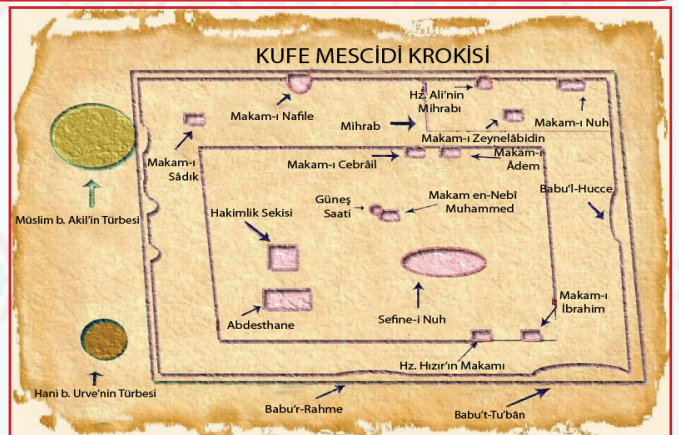 KUFE MESCİDİ KROKİSİ
Makam-ı Nafile
Mihrab
Hz. Ali'nin
Mihrabı
Makam-ı Nuh
Makam-ı Zeynelâbidin
Makam-ı
Sâdık
Makam-ı Cebrâil
Makam-ı
Âdem
Babu'l-Hucce
Müslim b. Akil'in Türbesi
Hakimlik Sekisi
Güneş
Saati
Makam en-Nebî
Muhammed
Abdesthane
Sefine-i Nuh
Makam-ı
İbrahim
Hz. Hızır'ın Makamı
Hani b. Urve'nin Türbesi
Babu'r-Rahme
Babu't-Tu'bân